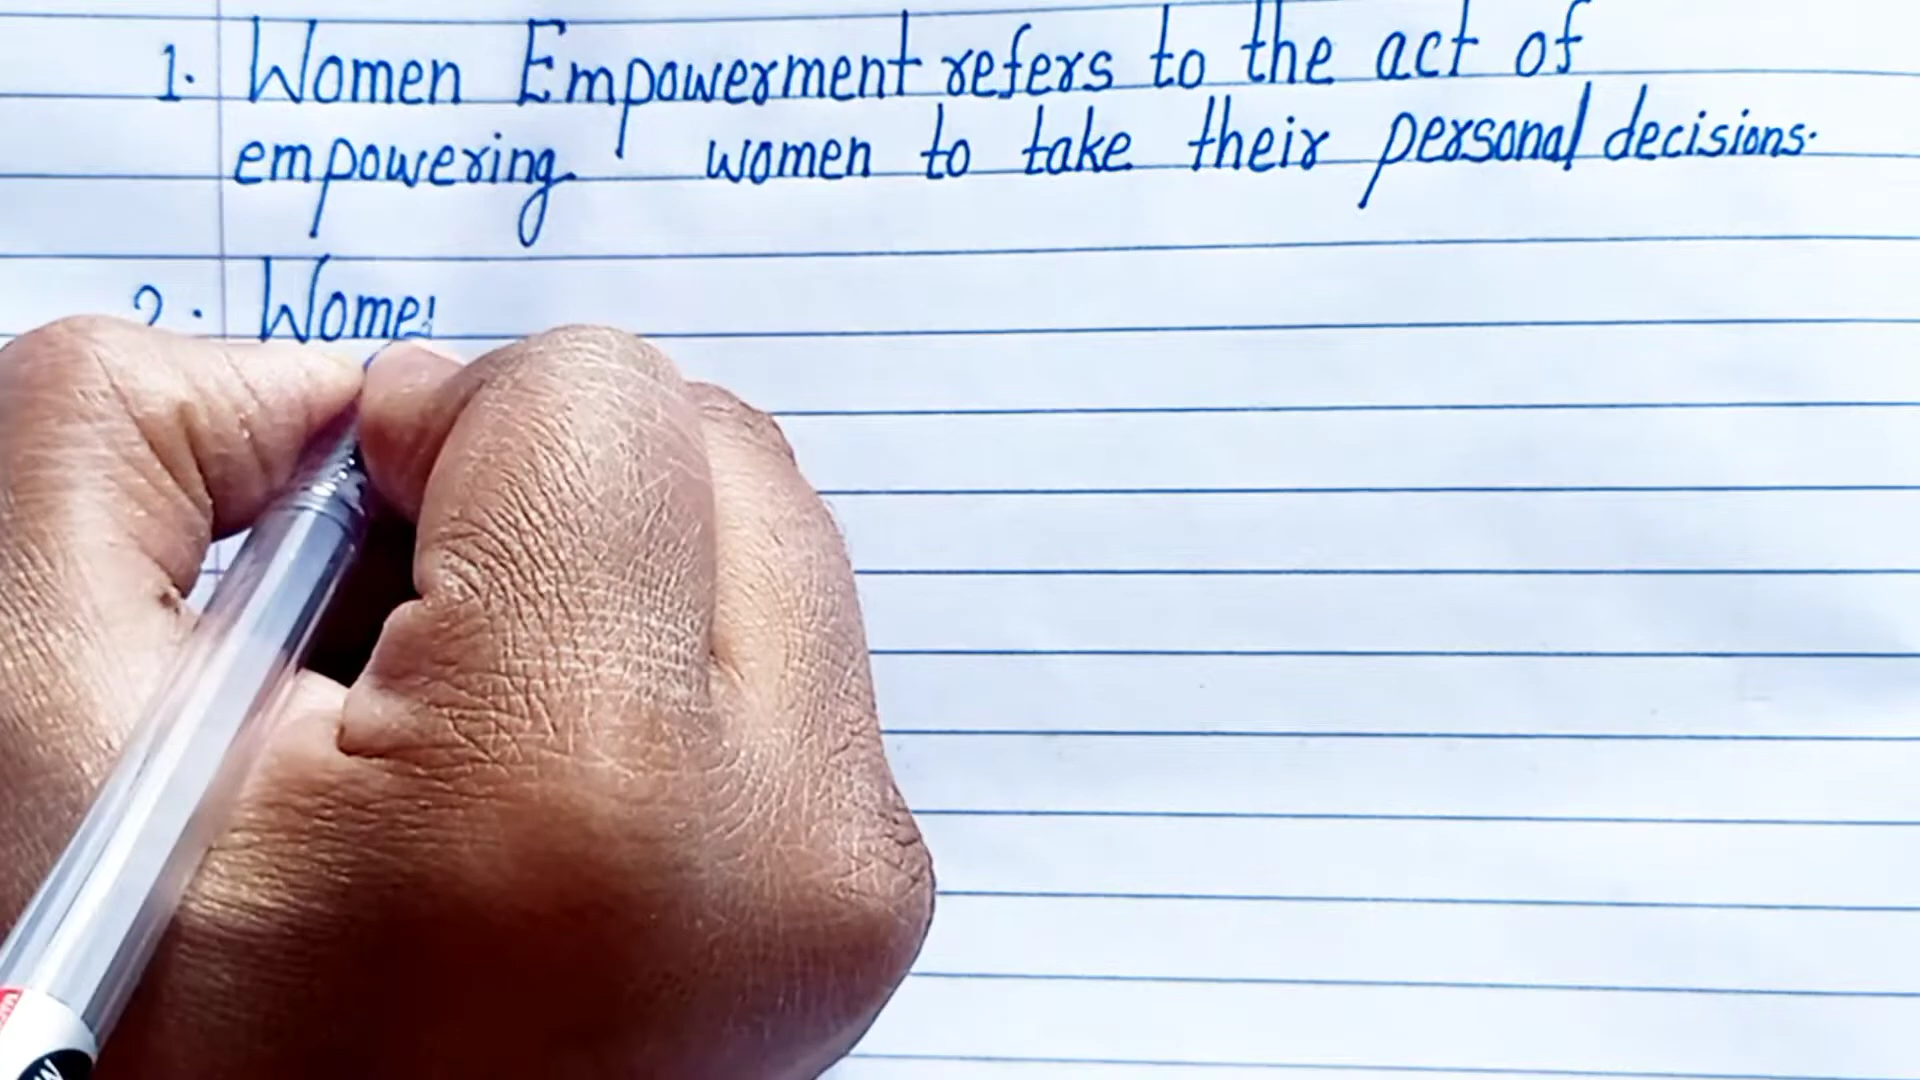 1. Women Empowerment refers to the act of
empowering women to take their personal decisions.
2. Wome